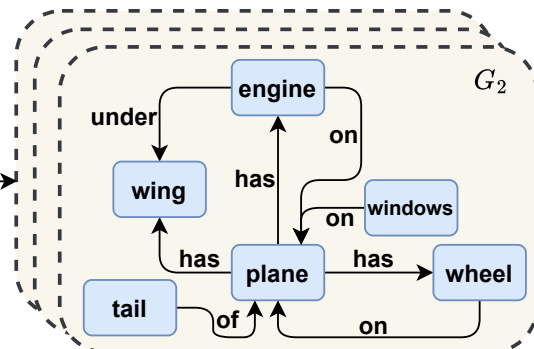 engine
G₂
under
on
has
wing
windows
on
has
plane
has
wheel
tail
of
on